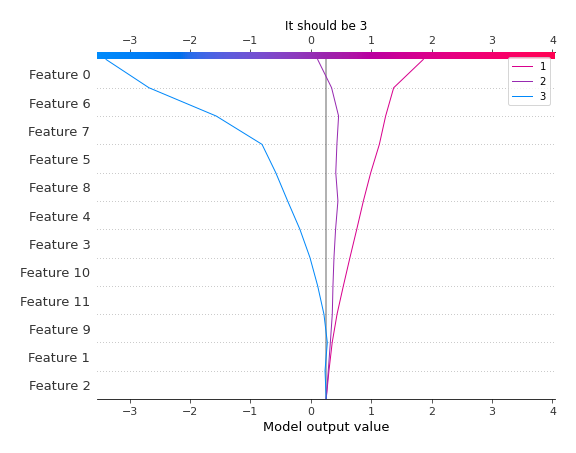 It should be 3
−3 −2 −1 0 1 2 3 4
1
2
3
Feature 0
Feature 6
Feature 7
Feature 5
Feature 8
Feature 4
Feature 3
Feature 10
Feature 11
Feature 9
Feature 1
Feature 2
−3 −2 −1 0 1 2 3 4
Model output value